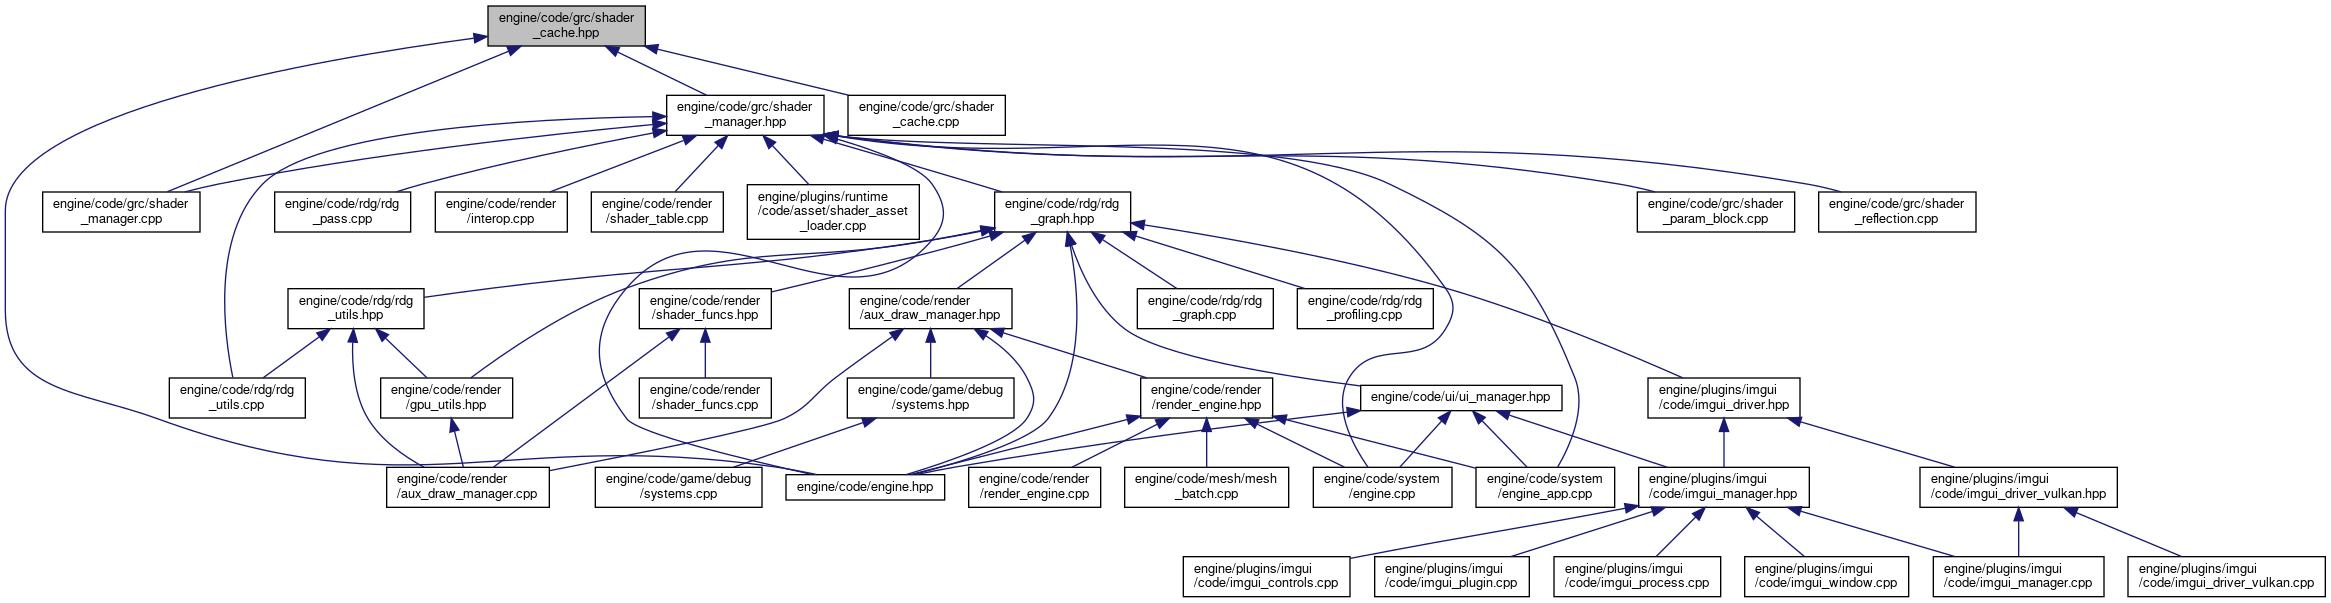 engine/code/grc/shader
_cache.hpp
engine/code/grc/shader
_manager.hpp
engine/code/grc/shader
_cache.cpp
engine/code/grc/shader
_manager.cpp
engine/code/rdg/rdg
_pass.cpp
engine/code/render
/interop.cpp
engine/code/render
/shader_table.cpp
engine/plugins/runtime
/code/asset/shader_asset
_loader.cpp
engine/code/rdg/rdg
_graph.hpp
engine/code/grc/shader
_param_block.cpp
engine/code/grc/shader
_reflection.cpp
engine/code/rdg/rdg
_utils.hpp
engine/code/render
/shader_funcs.hpp
engine/code/render
/aux_draw_manager.hpp
engine/code/rdg/rdg
_graph.cpp
engine/code/rdg/rdg
_profiling.cpp
engine/code/rdg/rdg
_utils.cpp
engine/code/render
/gpu_utils.hpp
engine/code/render
/shader_funcs.cpp
engine/code/game/debug
/systems.hpp
engine/code/render
/render_engine.hpp
engine/code/ui/ui_manager.hpp
engine/plugins/imgui
/code/imgui_driver.hpp
engine/code/render
/aux_draw_manager.cpp
engine/code/game/debug
/systems.cpp
engine/code/engine.hpp
engine/code/render
/render_engine.cpp
engine/code/mesh/mesh
_batch.cpp
engine/code/system
/engine.cpp
engine/code/system
/engine_app.cpp
engine/plugins/imgui
/code/imgui_manager.hpp
engine/plugins/imgui
/code/imgui_driver_vulkan.hpp
engine/plugins/imgui
/code/imgui_controls.cpp
engine/plugins/imgui
/code/imgui_plugin.cpp
engine/plugins/imgui
/code/imgui_process.cpp
engine/plugins/imgui
/code/imgui_window.cpp
engine/plugins/imgui
/code/imgui_manager.cpp
engine/plugins/imgui
/code/imgui_driver_vulkan.cpp